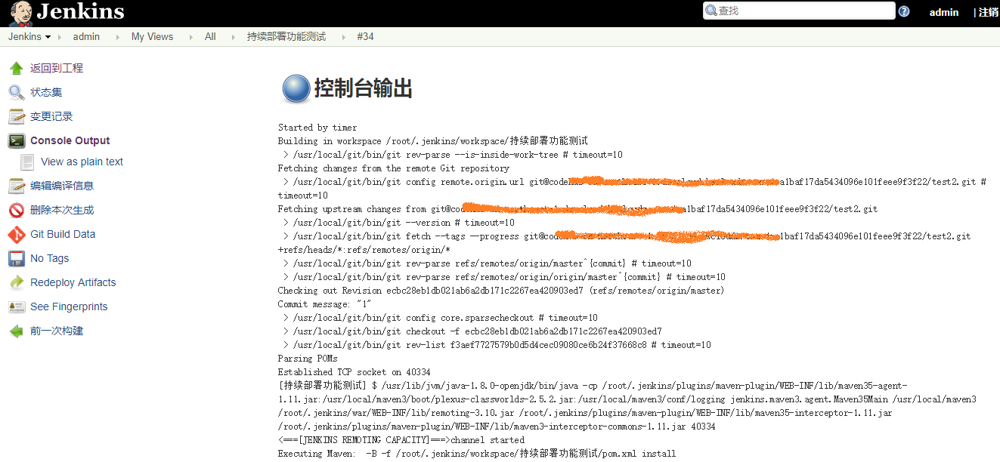 Jenkins
查找
admin
| 注销
Jenkins
admin
My Views
All
持续部署功能测试
#34
返回到工程
状态集
变更记录
Console Output
View as plain text
编辑编译信息
删除本次生成
Git Build Data
No Tags
Redeploy Artifacts
See Fingerprints
前一次构建
控制台输出
Started by timer
Building in workspace /root/.jenkins/workspace/持续部署功能测试
> /usr/local/git/bin/git rev-parse --is-inside-work-tree # timeout=10
Fetching changes from the remote Git repository
> /usr/local/git/bin/git config remote.origin.url git@code a1baf17da5434096e101feee9f3f22/test2.git #
timeout=10
Fetching upstream changes from git@co a1baf17da5434096e101feee9f3f22/test2.git
> /usr/local/git/bin/git --version # timeout=10
> /usr/local/git/bin/git fetch --tags --progress git@code 1baf17da5434096e101feee9f3f22/test2.git
+refs/heads/*:refs/remotes/origin/*
> /usr/local/git/bin/git rev-parse refs/remotes/origin/master^{commit} # timeout=10
> /usr/local/git/bin/git rev-parse refs/remotes/origin/origin/master^{commit} # timeout=10
Checking out Revision ecbc28eb1db021ab6a2db171c2267ea420903ed7 (refs/remotes/origin/master)
Commit message: "1"
> /usr/local/git/bin/git config core.sparsecheckout # timeout=10
> /usr/local/git/bin/git checkout -f ecbc28eb1db021ab6a2db171c2267ea420903ed7
> /usr/local/git/bin/git rev-list f3aef7727579b0d5d4cec09080ce6b24f37668c8 # timeout=10
Parsing POMs
Established TCP socket on 40334
[持续部署功能测试] $ /usr/lib/jvm/java-1.8.0-openjdk/bin/java -cp /root/.jenkins/plugins/maven-plugin/WEB-INF/lib/maven35-agent-
1.11.jar:/usr/local/maven3/boot/plexus-classworlds-2.5.2.jar:/usr/local/maven3/conf/logging jenkins.maven3.agent.Maven35Main /usr/local/maven3
/root/.jenkins/war/WEB-INF/lib/remoting-3.10.jar /root/.jenkins/plugins/maven-plugin/WEB-INF/lib/maven35-interceptor-1.11.jar
/root/.jenkins/plugins/maven-plugin/WEB-INF/lib/maven3-interceptor-commons-1.11.jar 40334
<===[JENKINS REMOTING CAPACITY]===>channel started
Executing Maven:  -B -f /root/.jenkins/workspace/持续部署功能测试/pom.xml install